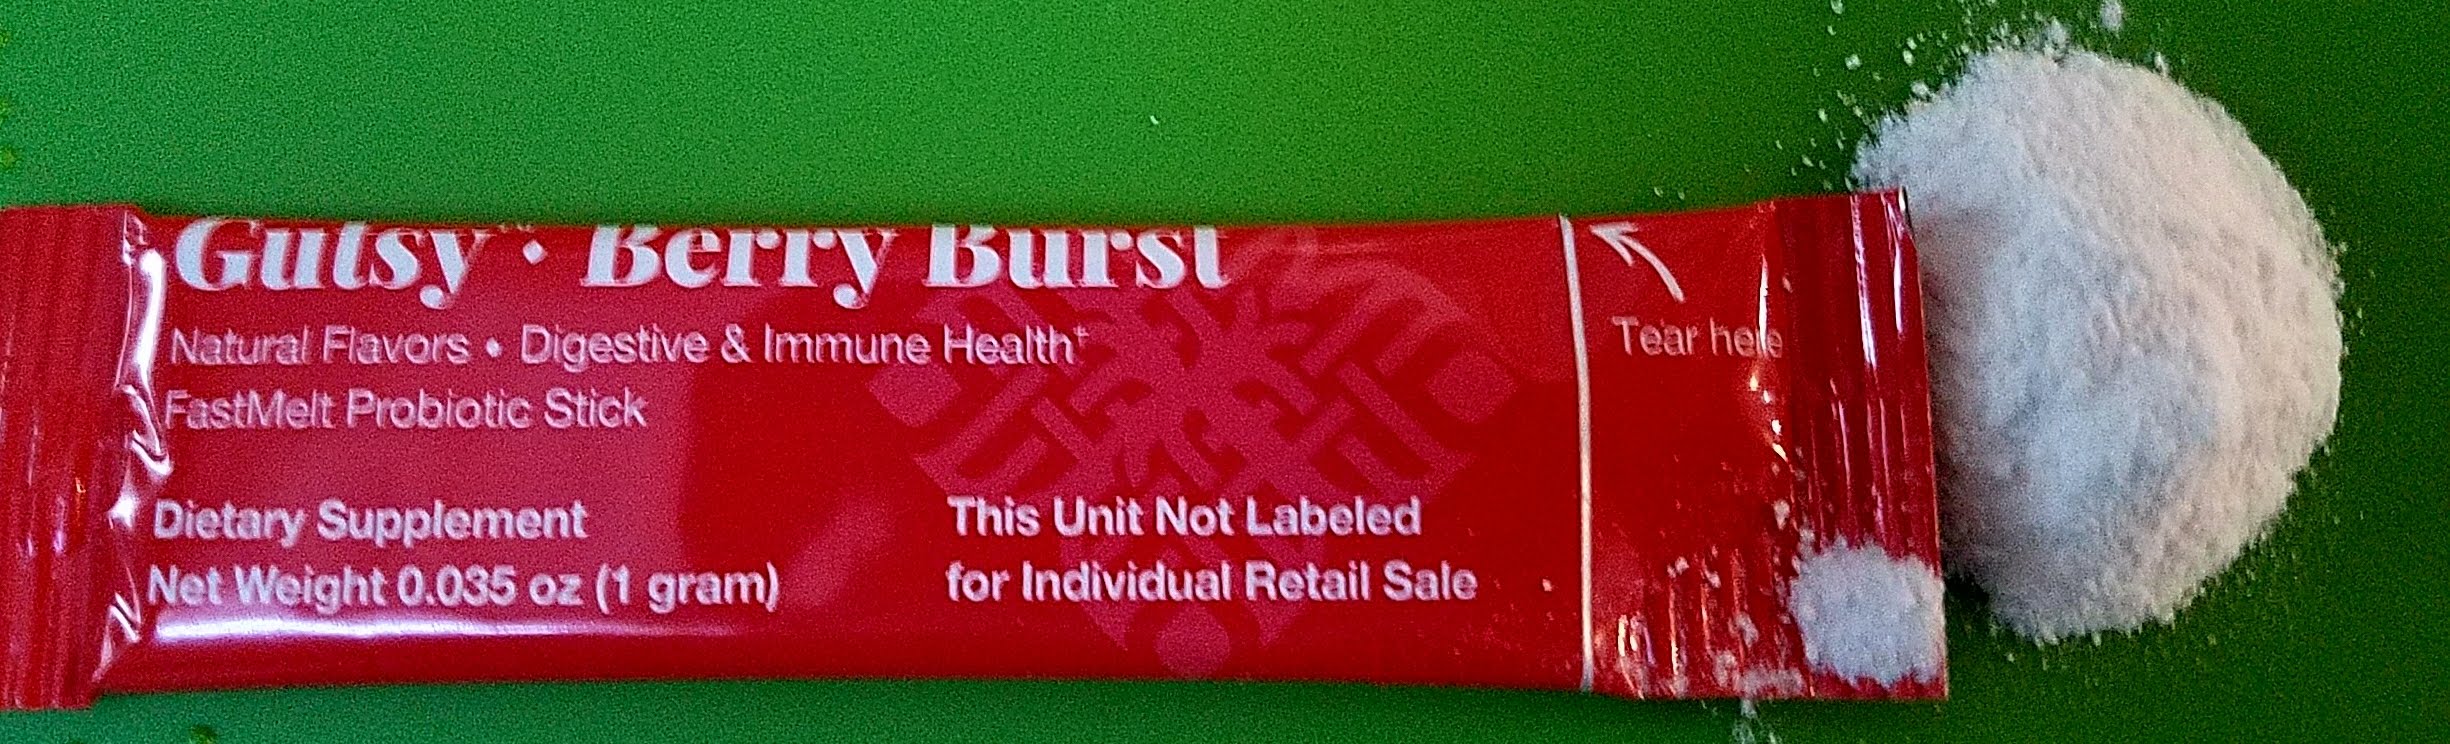 Gutsy™ • Berry Burst
Natural Flavors • Digestive & Immune Health‡
FastMelt Probiotic Stick
Dietary Supplement
Net Weight 0.035 oz (1 gram)
This Unit Not Labeled
for Individual Retail Sale
Tear here